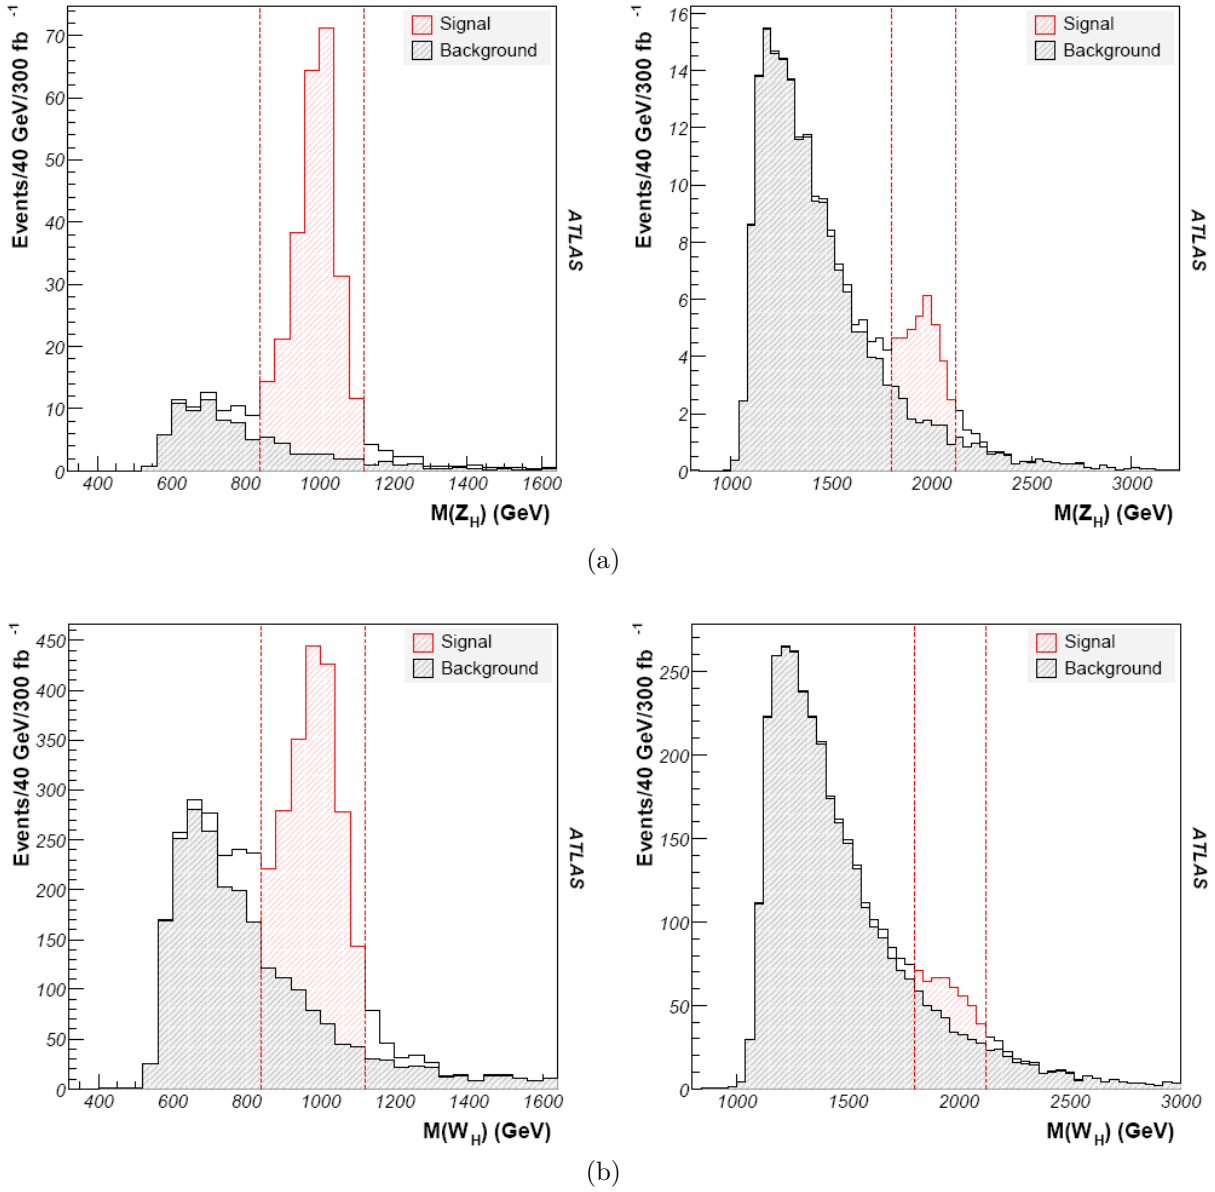 Events/40 GeV/300 fb -1
70
60
50
40
30
20
10
0
400 600 800 1000 1200 1400 1600
M(Z_H) (GeV)
Signal
Background
ATLAS
Events/40 GeV/300 fb -1
16
14
12
10
8
6
4
2
0
1000 1500 2000 2500 3000
M(Z_H) (GeV)
Signal
Background
ATLAS
(a)
Events/40 GeV/300 fb -1
450
400
350
300
250
200
150
100
50
0
400 600 800 1000 1200 1400 1600
M(W_H) (GeV)
Signal
Background
ATLAS
Events/40 GeV/300 fb -1
250
200
150
100
50
0
1000 1500 2000 2500 3000
M(W_H) (GeV)
Signal
Background
ATLAS
(b)